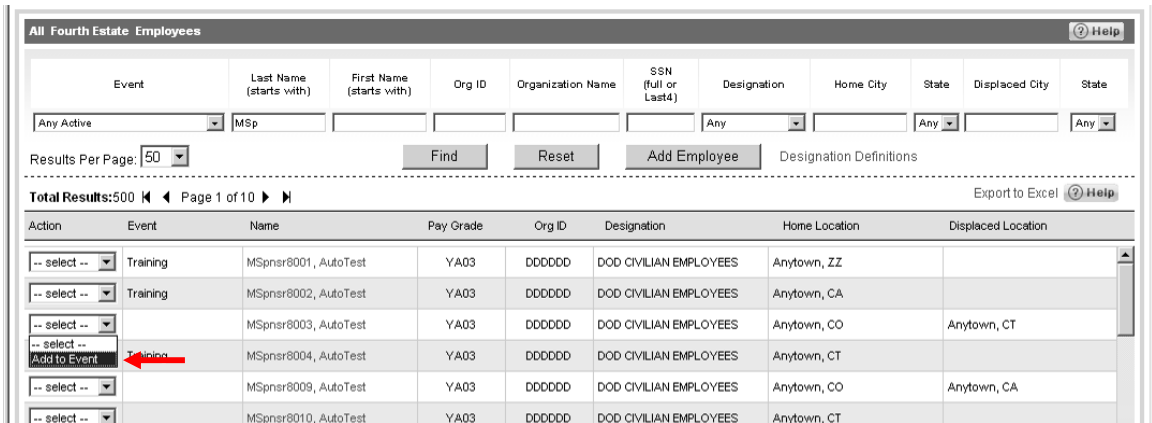 All Fourth Estate Employees ? Help
Event Last Name (starts with) First Name (starts with) Org ID Organization Name SSN (full or Last4) Designation Home City State Displaced City State
Any Active MSp Any Any Any
Results Per Page: 50 Find Reset Add Employee Designation Definitions
Total Results:500 Page 1 of 10 Export to Excel ? Help
Action Event Name Pay Grade Org ID Designation Home Location Displaced Location
-- select -- Training MSpnsr8001, AutoTest YA03 DDDDDD DOD CIVILIAN EMPLOYEES Anytown, ZZ
-- select -- Training MSpnsr8002, AutoTest YA03 DDDDDD DOD CIVILIAN EMPLOYEES Anytown, CA
-- select -- MSpnsr8003, AutoTest YA03 DDDDDD DOD CIVILIAN EMPLOYEES Anytown, CO Anytown, CT
-- select --
Add to Event Training MSpnsr8004, AutoTest YA03 DDDDDD DOD CIVILIAN EMPLOYEES Anytown, CT
-- select -- MSpnsr8009, AutoTest YA03 DDDDDD DOD CIVILIAN EMPLOYEES Anytown, CO Anytown, CA
-- select -- MSpnsr8010, AutoTest YA03 DDDDDD DOD CIVILIAN EMPLOYEES Anytown, CT